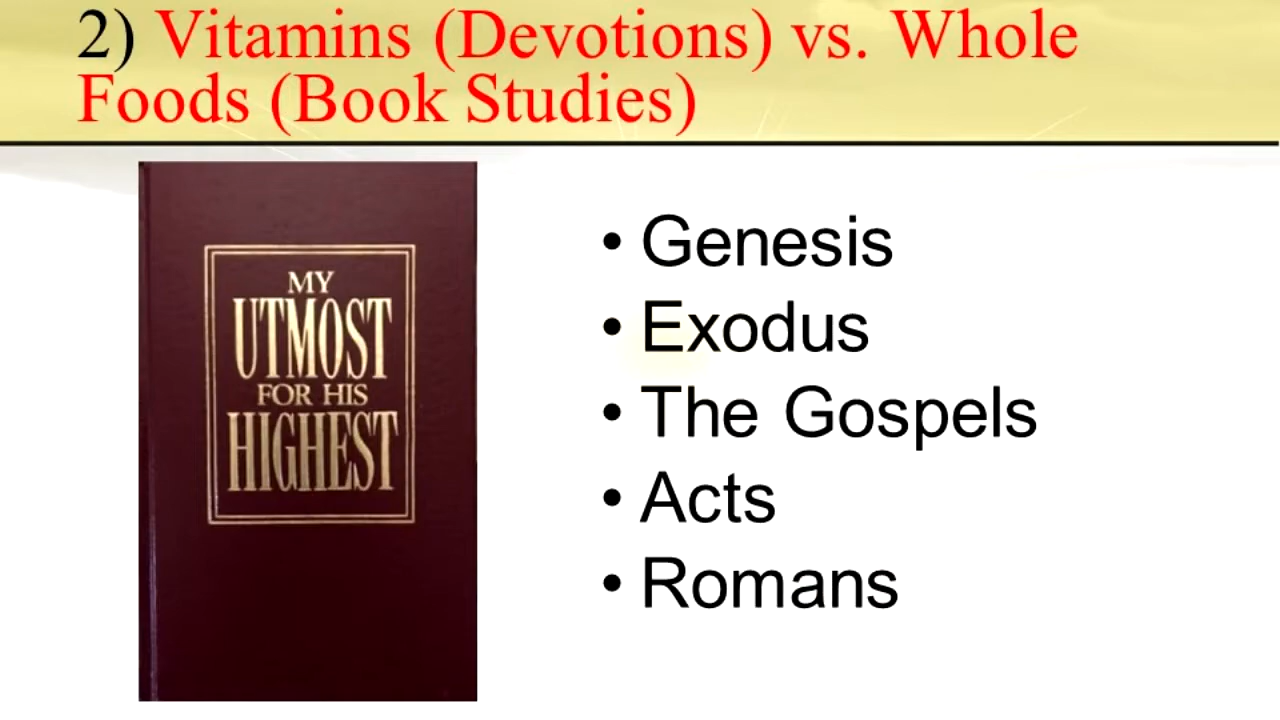 2) Vitamins (Devotions) vs. Whole
Foods (Book Studies)
MY
UTMOST
FOR HIS
HIGHEST
• Genesis
• Exodus
• The Gospels
• Acts
• Romans